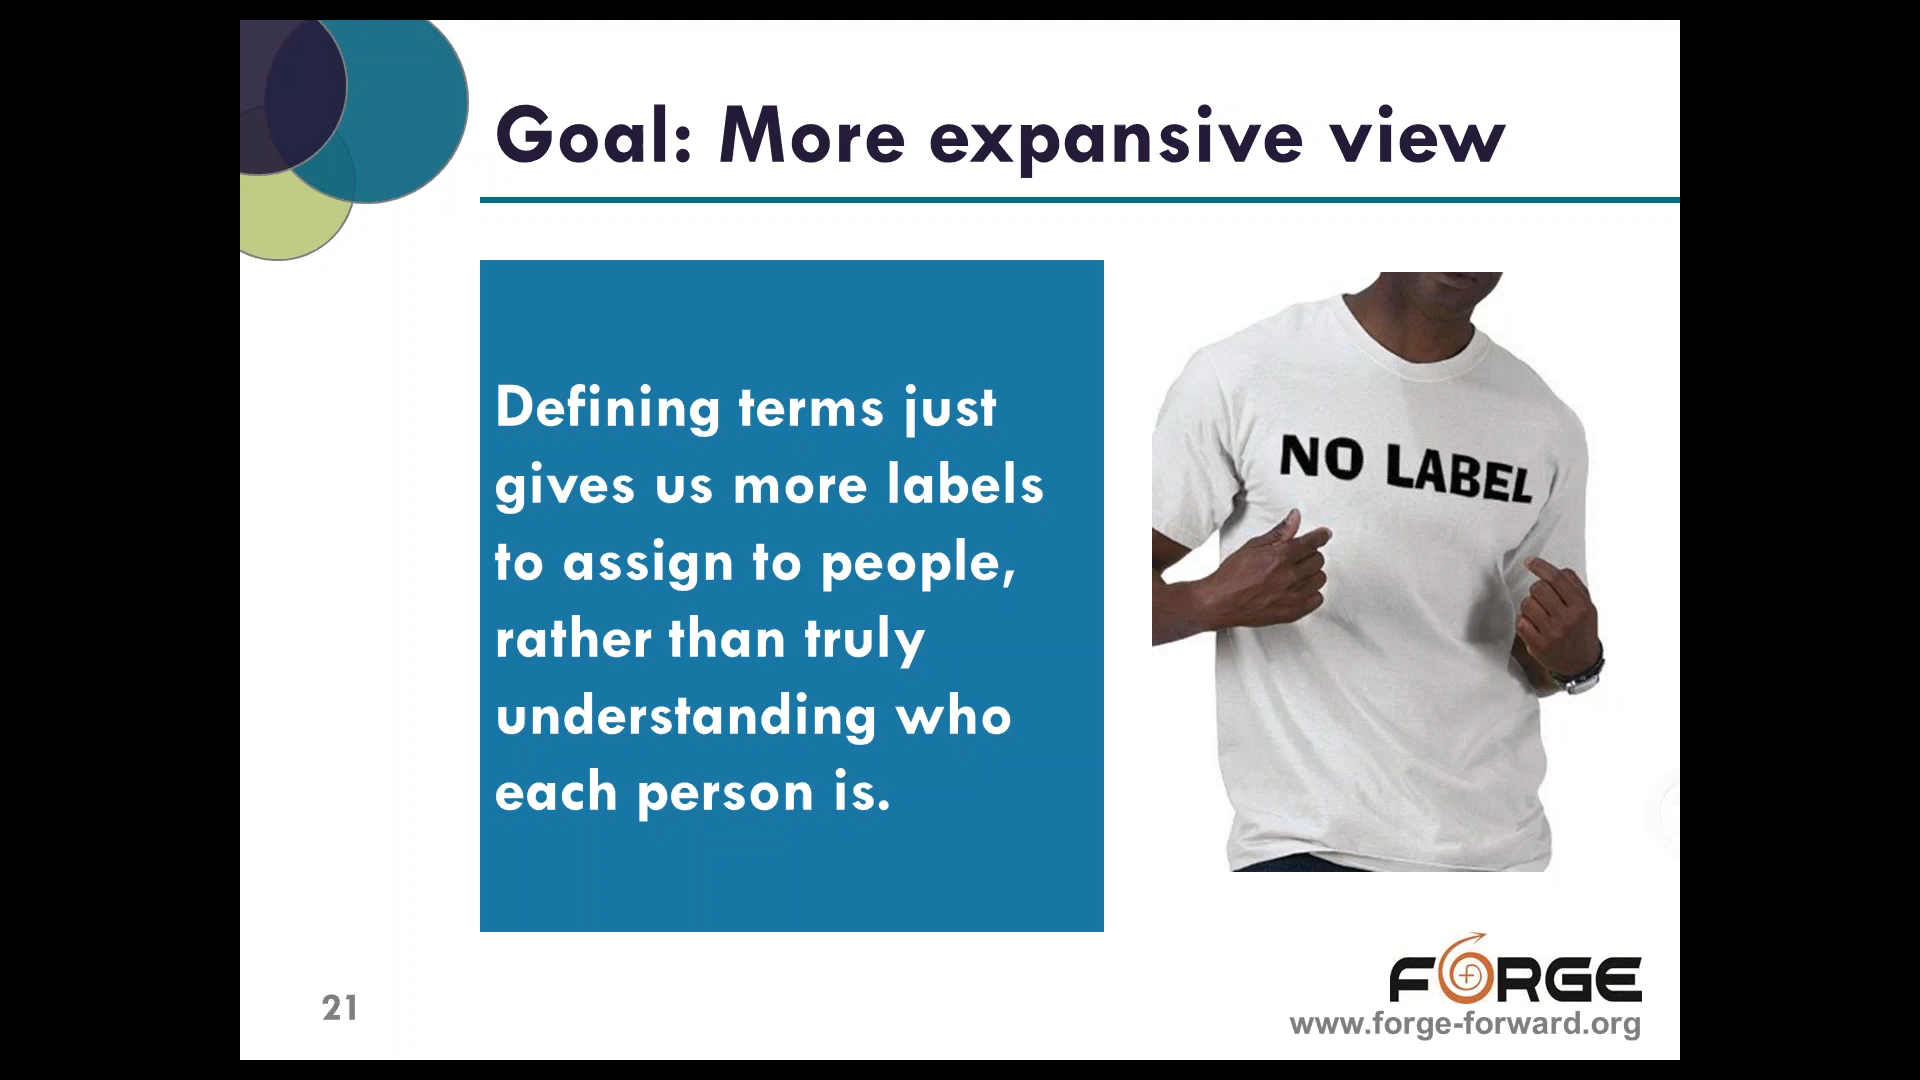 Goal: More expansive view
Defining terms just
gives us more labels
to assign to people,
rather than truly
understanding who
each person is.
NO LABEL
FORGE
www.forge-forward.org
21